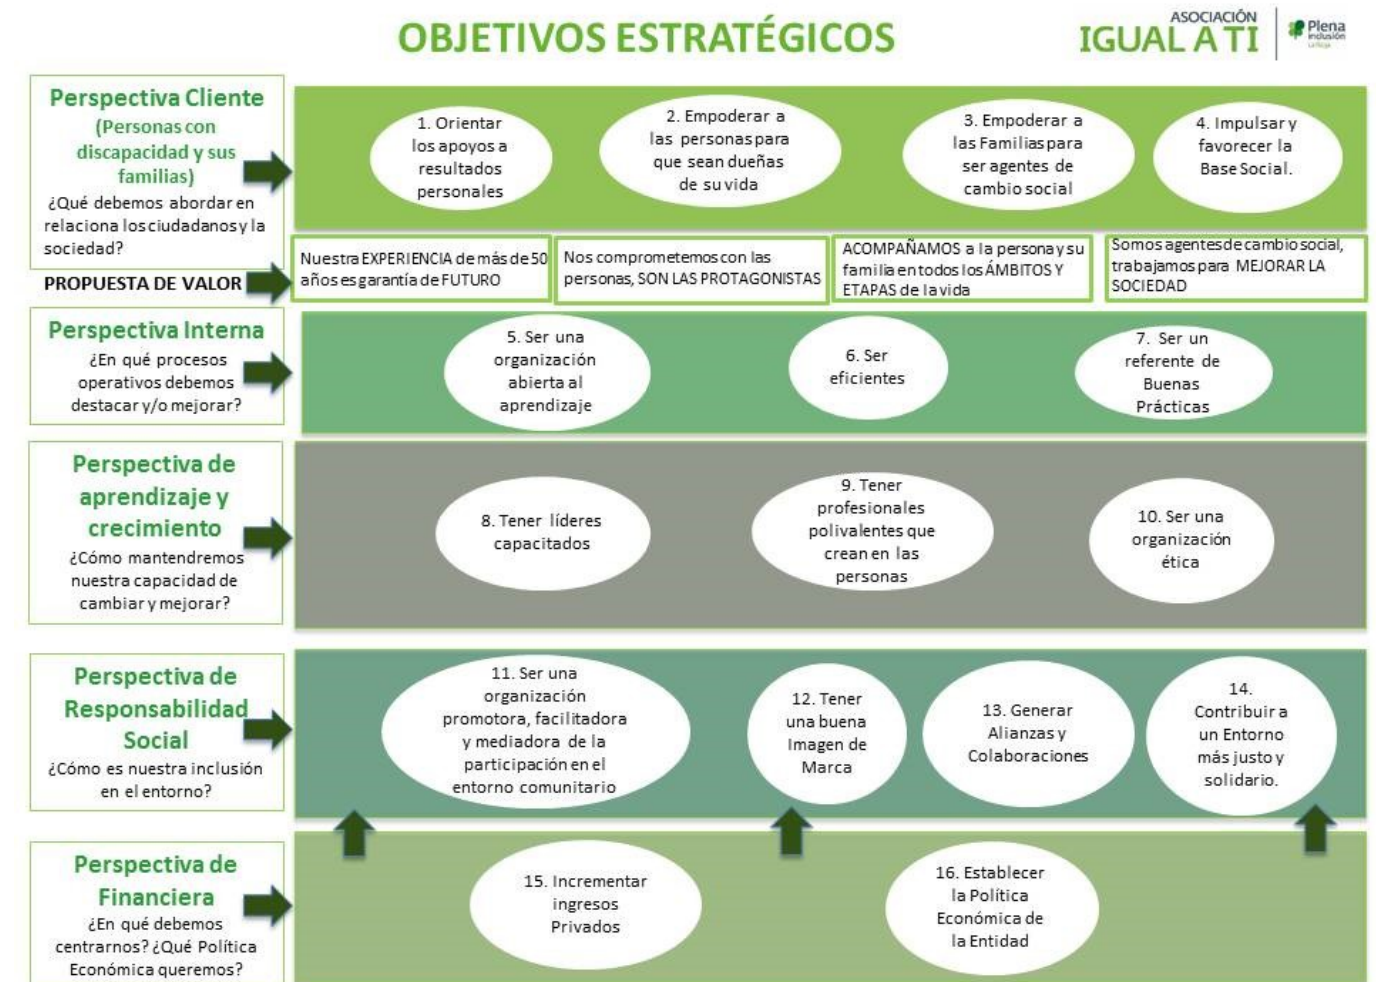 OBJETIVOS ESTRATÉGICOS
ASOCIACIÓN
IGUAL A TI
Plena
inclusión
La Rioja
Perspectiva Cliente
(Personas con
discapacidad y sus
familias)
¿Qué debemos abordar en
relaciona los ciudadanos y la
sociedad?
1. Orientar
los apoyos a
resultados
personales
2. Empoderar a
las personas para
que sean dueñas
de su vida
3. Empoderar a
las Familias para
ser agentes de
cambio social
4. Impulsar y
favorecer la
Base Social.
PROPUESTA DE VALOR
Nuestra EXPERIENCIA de más de 50
años es garantía de FUTURO
Nos comprometemos con las
personas, SON LAS PROTAGONISTAS
ACOMPAÑAMOS a la persona y su
familia en todos los ÁMBITOS Y
ETAPAS de la vida
Somos agentes de cambio social,
trabajamos para MEJORAR LA
SOCIEDAD
Perspectiva Interna
¿En qué procesos
operativos debemos
destacar y/o mejorar?
5. Ser una
organización
abierta al
aprendizaje
6. Ser
eficientes
7. Ser un
referente de
Buenas
Prácticas
Perspectiva de
aprendizaje y
crecimiento
¿Cómo mantendremos
nuestra capacidad de
cambiar y mejorar?
8. Tener líderes
capacitados
9. Tener
profesionales
polivalentes que
crean en las
personas
10. Ser una
organización
ética
Perspectiva de
Responsabilidad
Social
¿Cómo es nuestra inclusión
en el entorno?
11. Ser una
organización
promotora, facilitadora
y mediadora de la
participación en el
entorno comunitario
12. Tener
una buena
Imagen de
Marca
13. Generar
Alianzas y
Colaboraciones
14.
Contribuir a
un Entorno
más justo y
solidario.
Perspectiva de
Financiera
¿En qué debemos
centrarnos? ¿Qué Política
Económica queremos?
15. Incrementar
ingresos
Privados
16. Establecer
la Política
Económica de
la Entidad